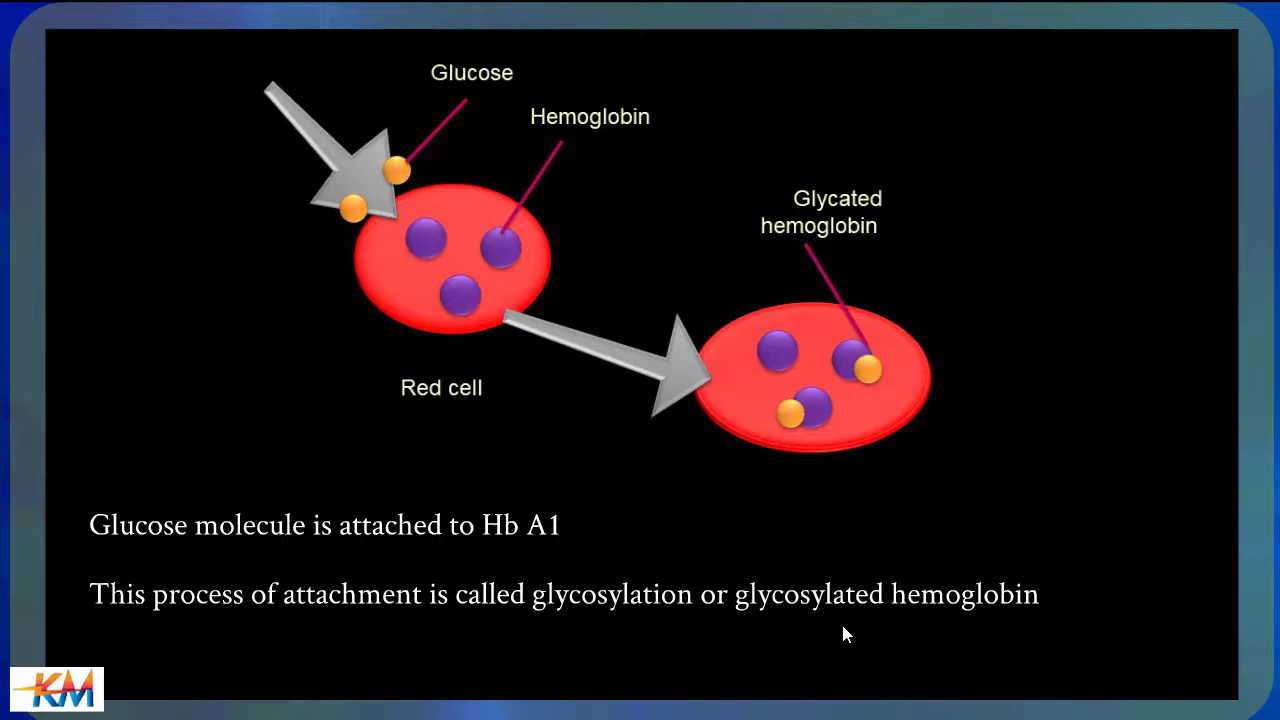 Glucose
Hemoglobin
Glycated
hemoglobin
Red cell
Glucose molecule is attached to Hb A1
This process of attachment is called glycosylation or glycosylated hemoglobin
KM